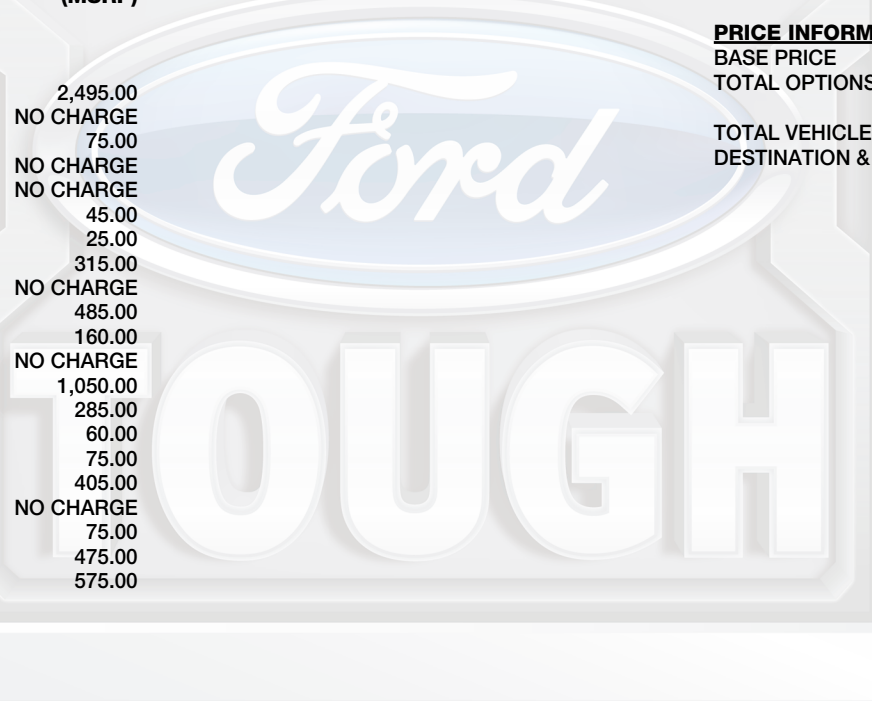 (MSRP)
2,495.00
NO CHARGE
75.00
NO CHARGE
NO CHARGE
45.00
25.00
315.00
NO CHARGE
485.00
160.00
NO CHARGE
1,050.00
285.00
60.00
75.00
405.00
NO CHARGE
75.00
475.00
575.00
PRICE INFORM
BASE PRICE
TOTAL OPTIONS
TOTAL VEHICLE
DESTINATION &
Ford
TOUGH